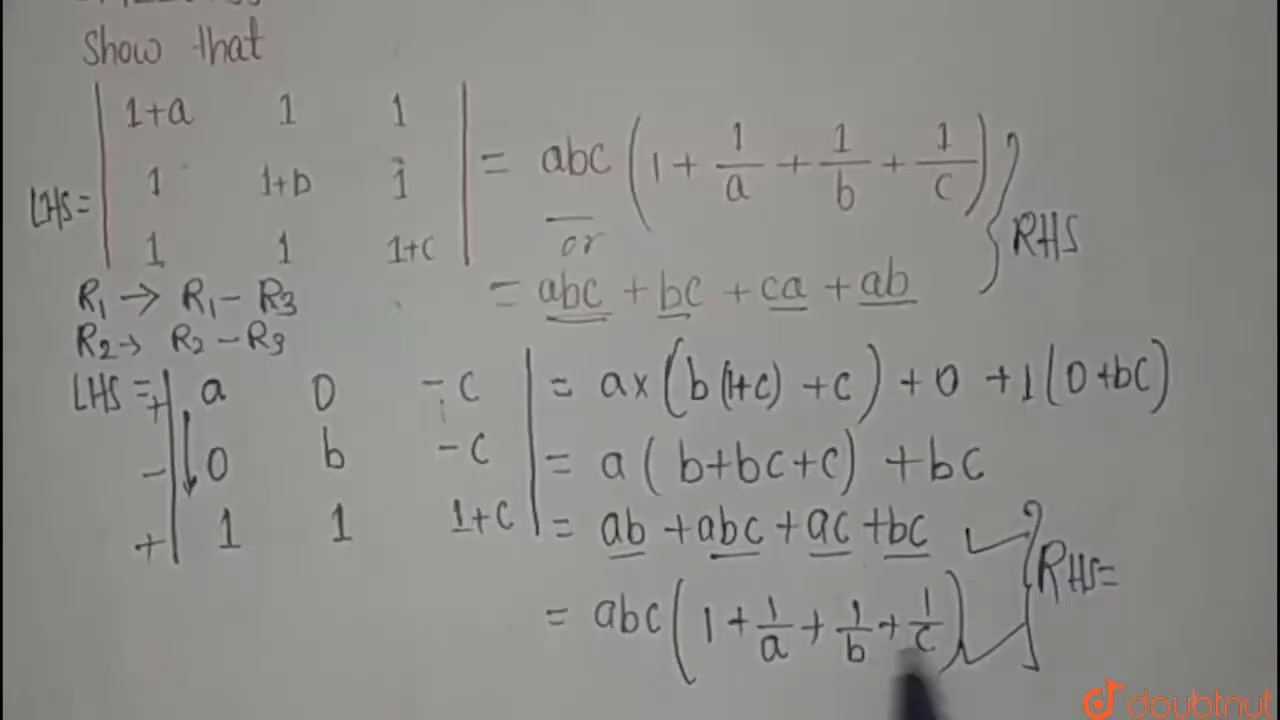 Show that
LHS = | 1+a 1 1 | = abc (1 + 1/a + 1/b + 1/c) } RHS
| 1 1+b 1 | or
| 1 1 1+c | = abc + bc + ca + ab
R₁ → R₁ - R₃
R₂ → R₂ - R₃
LHS = + | a 0 -c | = a x (b (1+c) + c) + 0 + 1 (0 + bc)
- | 0 b -c | = a (b + bc + c) + bc
+ | 1 1 1+c | = ab + abc + ac + bc ✓ } RHS =
= abc (1 + 1/a + 1/b + 1/c)
doubtnut